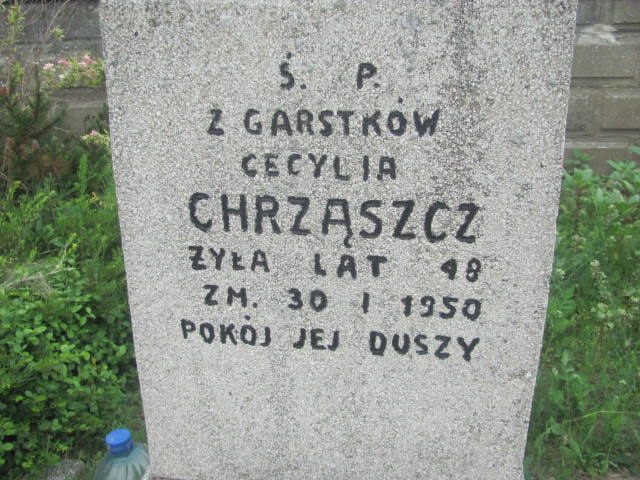 Ś. P.
Z GARSTKÓW
CECYLIA
CHRZĄSZCZ
ŻYŁA LAT 48
ZM. 30 I 1950
POKÓJ JEJ DUSZY